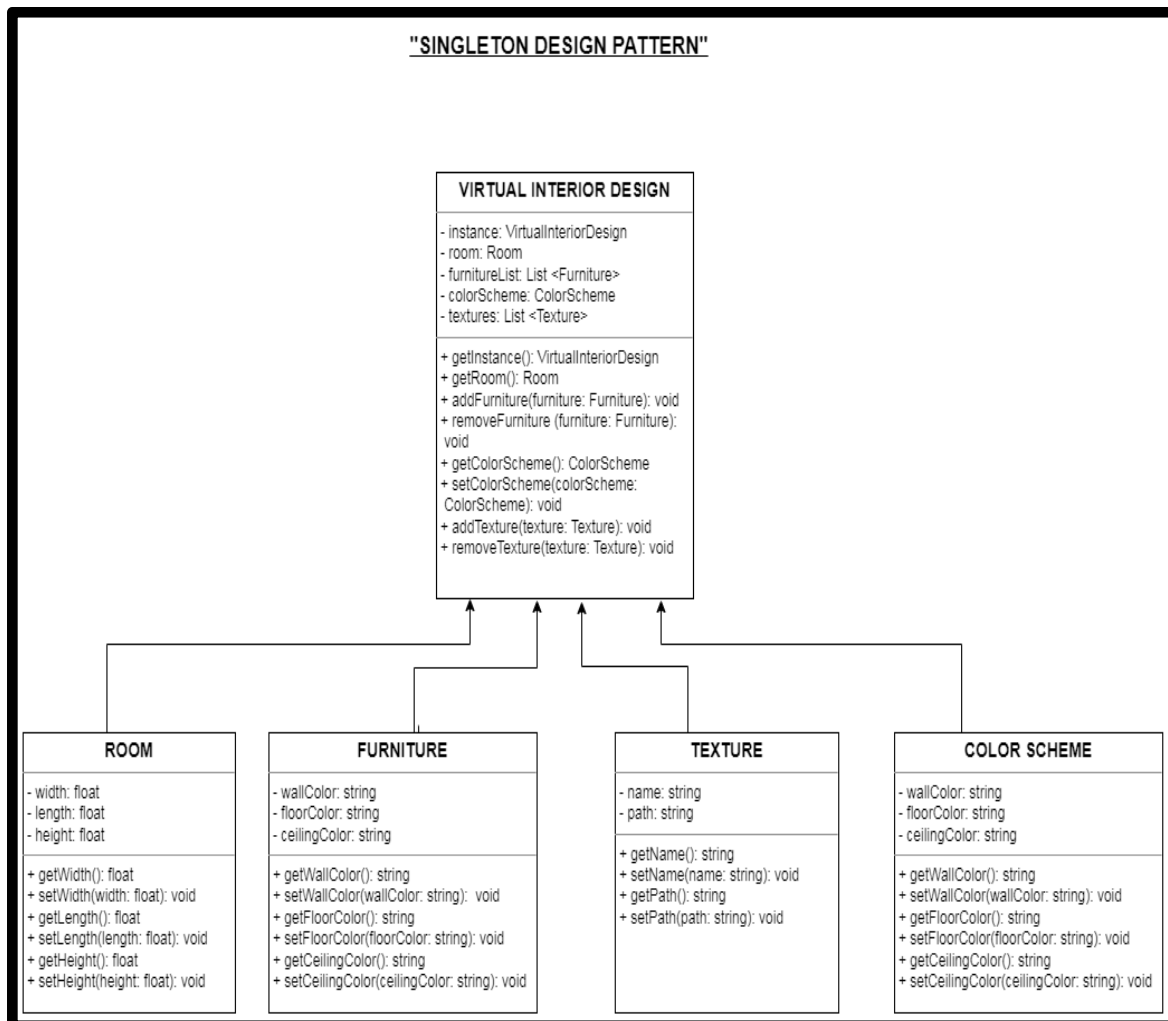 "SINGLETON DESIGN PATTERN"
VIRTUAL INTERIOR DESIGN
- instance: VirtualInteriorDesign
- room: Room
- furnitureList: List <Furniture>
- colorScheme: ColorScheme
- textures: List <Texture>
+ getInstance(): VirtualInteriorDesign
+ getRoom(): Room
+ addFurniture(furniture: Furniture): void
+ removeFurniture (furniture: Furniture):
void
+ getColorScheme(): ColorScheme
+ setColorScheme(colorScheme:
ColorScheme): void
+ addTexture(texture: Texture): void
+ removeTexture(texture: Texture): void
ROOM
- width: float
- length: float
- height: float
+ getWidth(): float
+ setWidth(width: float): void
+ getLength(): float
+ setLength(length: float): void
+ getHeight(): float
+ setHeight(height: float): void
FURNITURE
- wallColor: string
- floorColor: string
- ceilingColor: string
+ getWallColor(): string
+ setWallColor(wallColor: string): void
+ getFloorColor(): string
+ setFloorColor(floorColor: string): void
+ getCeilingColor(): string
+ setCeilingColor(ceilingColor: string): void
TEXTURE
- name: string
- path: string
+ getName(): string
+ setName(name: string): void
+ getPath(): string
+ setPath(path: string): void
COLOR SCHEME
- wallColor: string
- floorColor: string
- ceilingColor: string
+ getWallColor(): string
+ setWallColor(wallColor: string): void
+ getFloorColor(): string
+ setFloorColor(floorColor: string): void
+ getCeilingColor(): string
+ setCeilingColor(ceilingColor: string): void